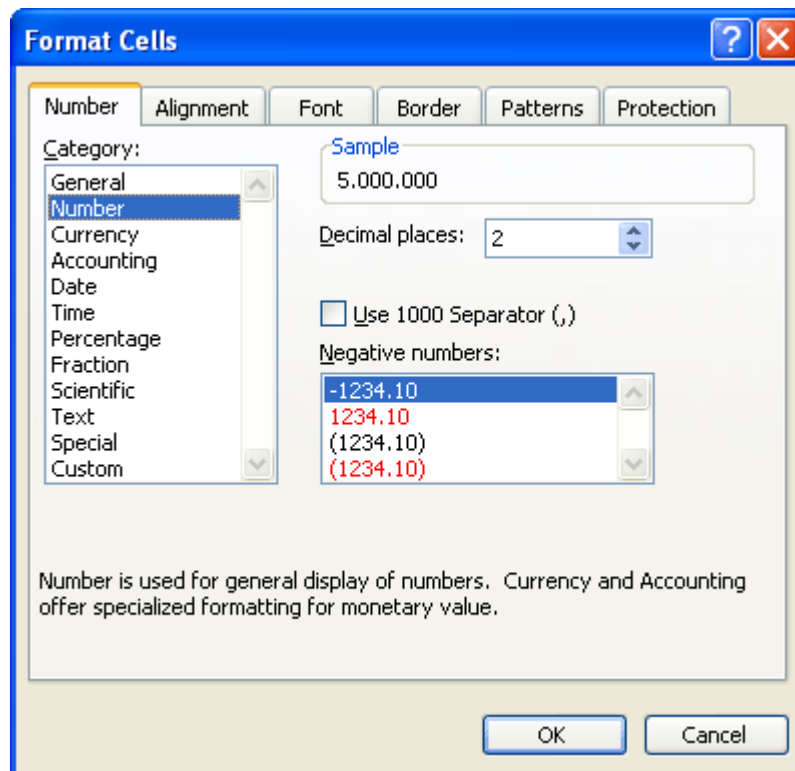 Format Cells
Number Alignment Font Border Patterns Protection
Category:
General
Number
Currency
Accounting
Date
Time
Percentage
Fraction
Scientific
Text
Special
Custom
Sample
5.000.000
Decimal places: 2
Use 1000 Separator (,)
Negative numbers:
-1234.10
1234.10
(1234.10)
(1234.10)
Number is used for general display of numbers. Currency and Accounting
offer specialized formatting for monetary value.
OK Cancel